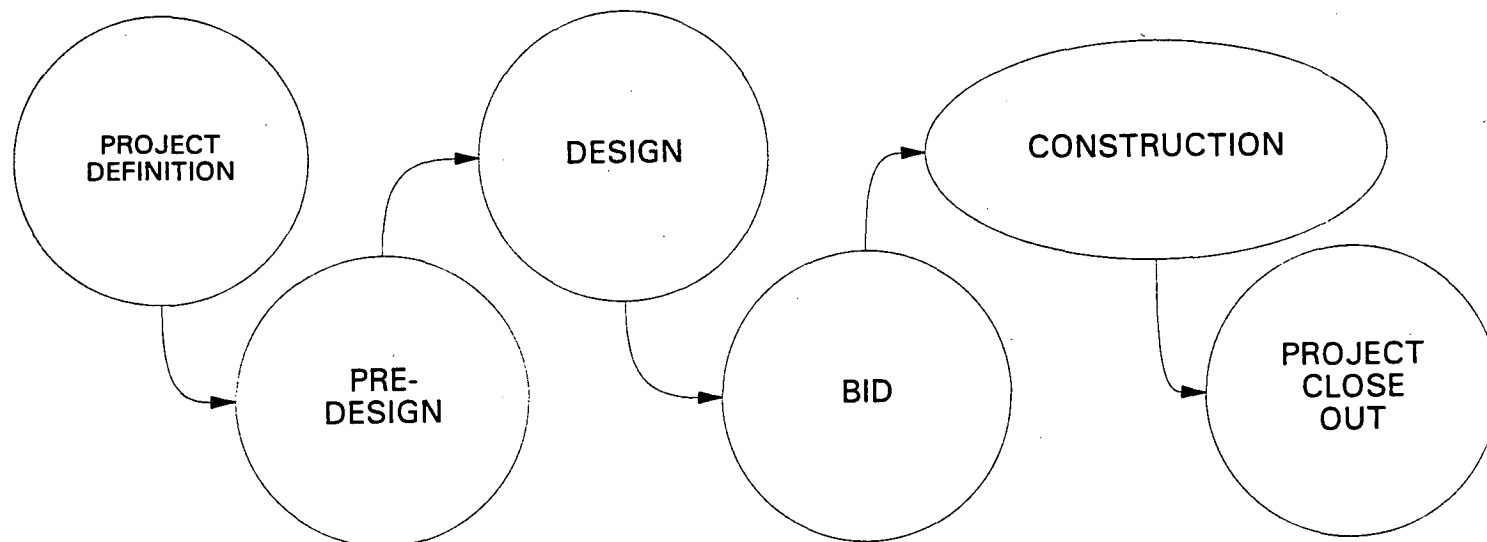 PROJECT
DEFINITION
PRE-
DESIGN
DESIGN
BID
CONSTRUCTION
PROJECT
CLOSE
OUT